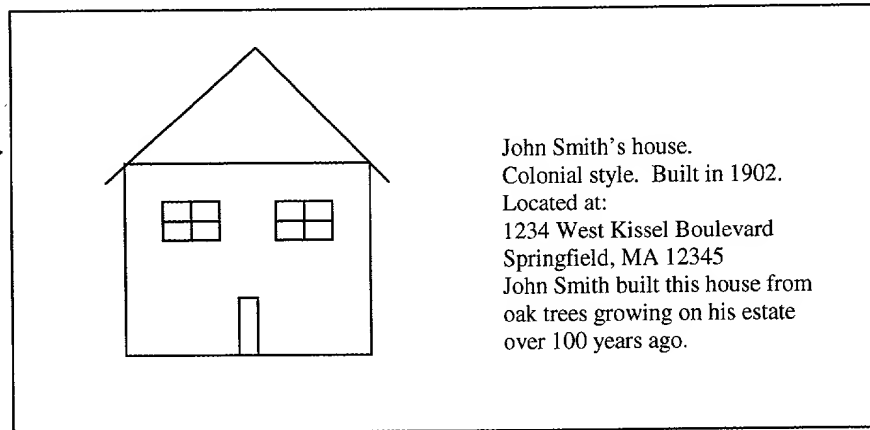 John Smith's house.
Colonial style.  Built in 1902.
Located at:
1234 West Kissel Boulevard
Springfield, MA 12345
John Smith built this house from
oak trees growing on his estate
over 100 years ago.